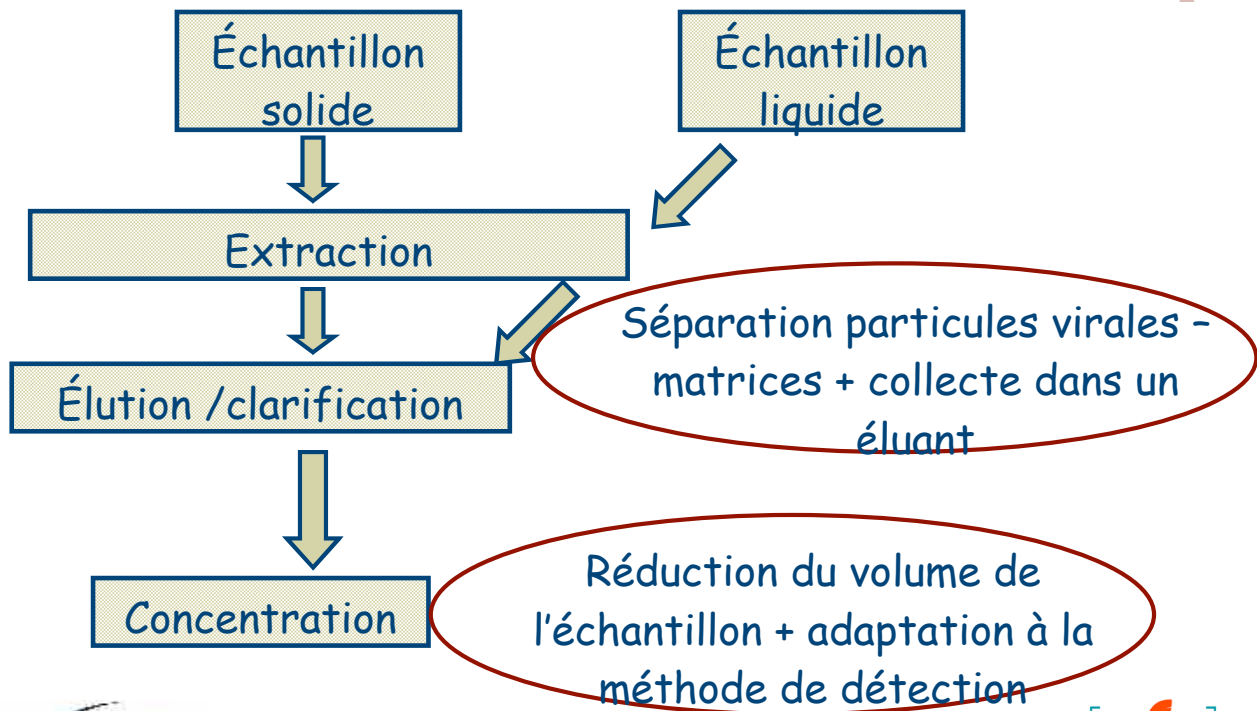 Échantillon
solide
Échantillon
liquide
Extraction
Séparation particules virales –
matrices + collecte dans un
éluant
Élution /clarification
Réduction du volume de
l'échantillon + adaptation à la
méthode de détection
Concentration